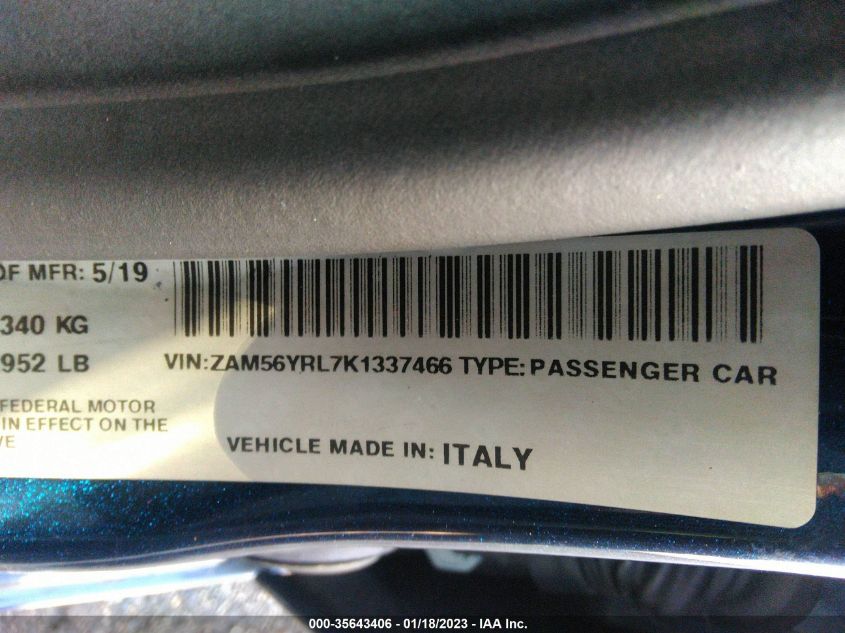 OF MFR: 5/19
340 KG
952 LB
VIN:ZAM56YRL7K1337466 TYPE:PASSENGER CAR
FEDERAL MOTOR
IN EFFECT ON THE
VE
VEHICLE MADE IN: ITALY
000-35643406 - 01/18/2023 - IAA Inc.